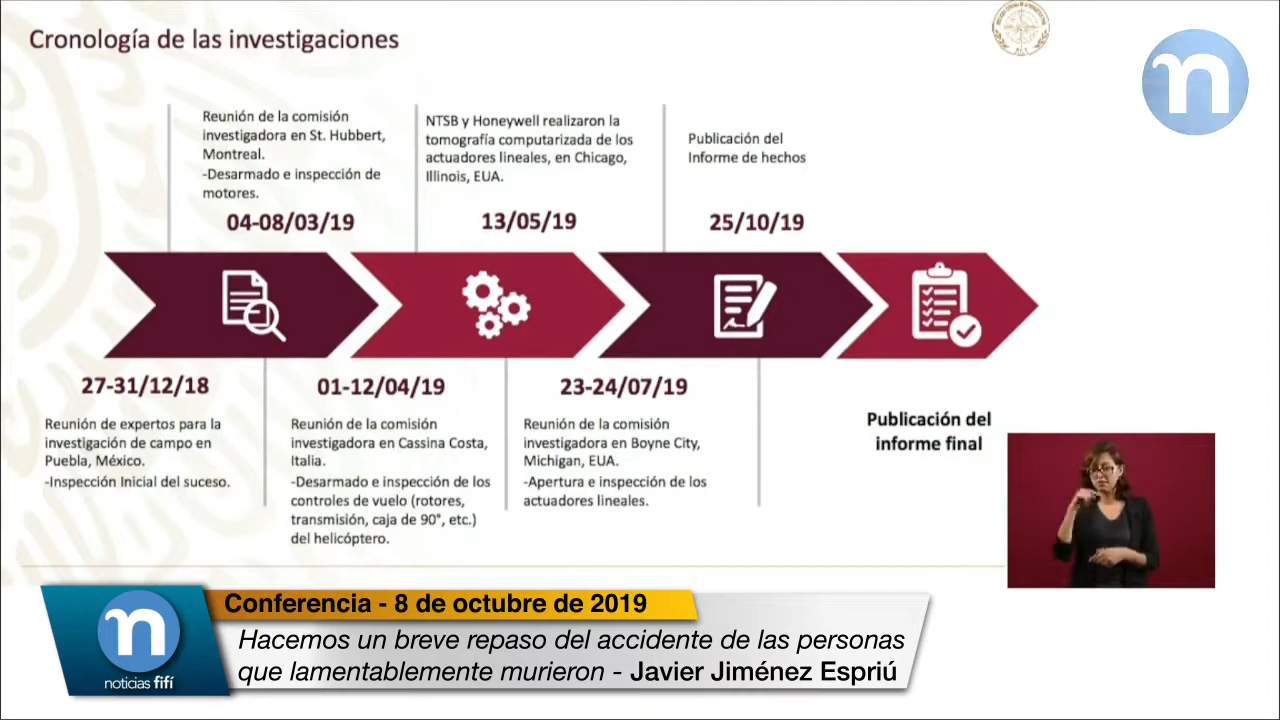 Cronología de las investigaciones
n
Reunión de la comisión
investigadora en St. Hubbert,
Montreal.
-Desarmado e inspección de
motores.
04-08/03/19
NTSB y Honeywell realizaron la
tomografía computarizada de los
actuadores lineales, en Chicago,
Illinois, EUA.
13/05/19
Publicación del
Informe de hechos
25/10/19
27-31/12/18
Reunión de expertos para la
investigación de campo en
Puebla, México.
-Inspección Inicial del suceso.
01-12/04/19
Reunión de la comisión
investigadora en Cassina Costa,
Italia.
-Desarmado e inspección de los
controles de vuelo (rotores,
transmisión, caja de 90°, etc.)
del helicóptero.
23-24/07/19
Reunión de la comisión
investigadora en Boyne City,
Michigan, EUA.
-Apertura e inspección de los
actuadores lineales.
Publicación del
informe final
n
noticias fifí
Conferencia - 8 de octubre de 2019
Hacemos un breve repaso del accidente de las personas
que lamentablemente murieron - Javier Jiménez Espriú